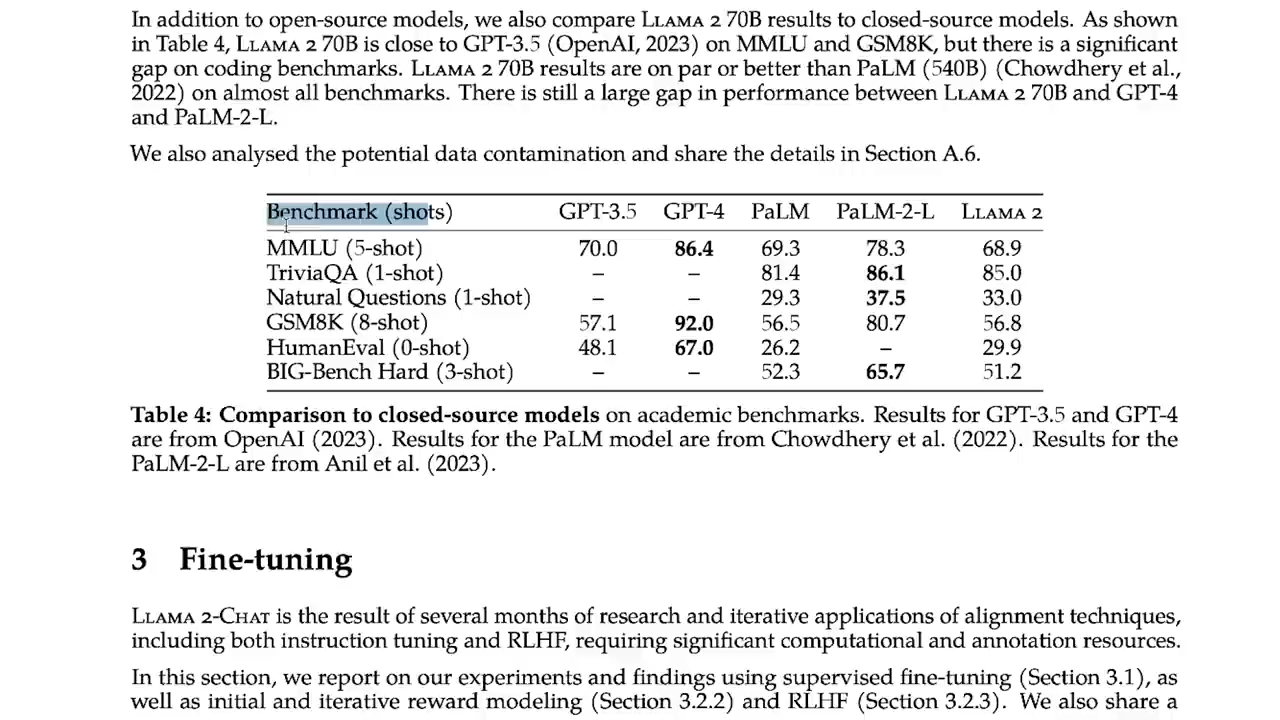 In addition to open-source models, we also compare Llama 2 70B results to closed-source models. As shown
in Table 4, Llama 2 70B is close to GPT-3.5 (OpenAI, 2023) on MMLU and GSM8K, but there is a significant
gap on coding benchmarks. Llama 2 70B results are on par or better than PaLM (540B) (Chowdhery et al.,
2022) on almost all benchmarks. There is still a large gap in performance between Llama 2 70B and GPT-4
and PaLM-2-L.
We also analysed the potential data contamination and share the details in Section A.6.
Benchmark (shots) GPT-3.5 GPT-4 PaLM PaLM-2-L Llama 2
MMLU (5-shot) 70.0 86.4 69.3 78.3 68.9
TriviaQA (1-shot) – – 81.4 86.1 85.0
Natural Questions (1-shot) – – 29.3 37.5 33.0
GSM8K (8-shot) 57.1 92.0 56.5 80.7 56.8
HumanEval (0-shot) 48.1 67.0 26.2 – 29.9
BIG-Bench Hard (3-shot) – – 52.3 65.7 51.2
Table 4: Comparison to closed-source models on academic benchmarks. Results for GPT-3.5 and GPT-4
are from OpenAI (2023). Results for the PaLM model are from Chowdhery et al. (2022). Results for the
PaLM-2-L are from Anil et al. (2023).
3 Fine-tuning
Llama 2-Chat is the result of several months of research and iterative applications of alignment techniques,
including both instruction tuning and RLHF, requiring significant computational and annotation resources.
In this section, we report on our experiments and findings using supervised fine-tuning (Section 3.1), as
well as initial and iterative reward modeling (Section 3.2.2) and RLHF (Section 3.2.3). We also share a